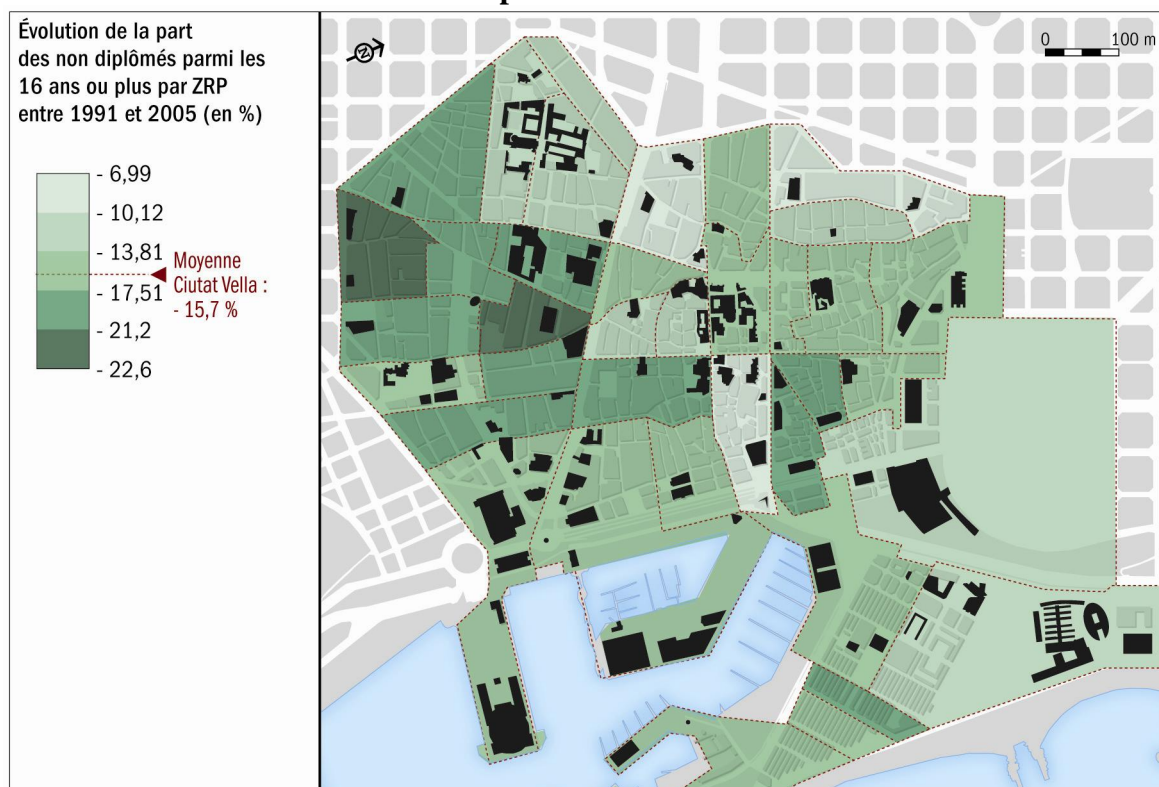 Évolution de la part
des non diplômés parmi les
16 ans ou plus par ZRP
entre 1991 et 2005 (en %)
- 6,99
- 10,12
- 13,81
Moyenne
Ciutat Vella :
- 15,7 %
- 17,51
- 21,2
- 22,6
N
0 100 m